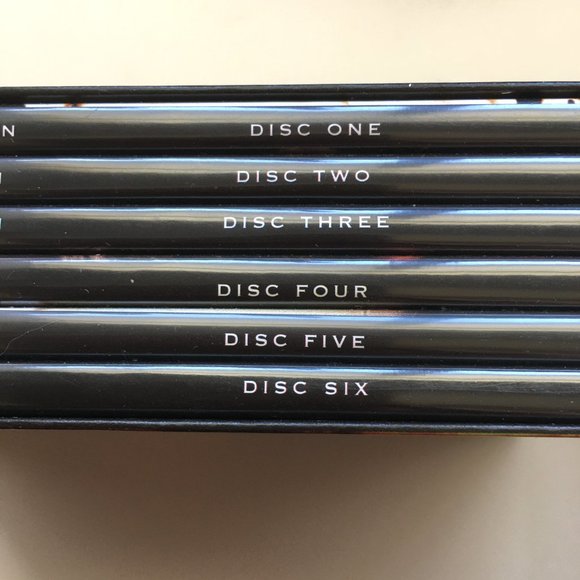 N DISC ONE
DISC TWO
DISC THREE
DISC FOUR
DISC FIVE
DISC SIX